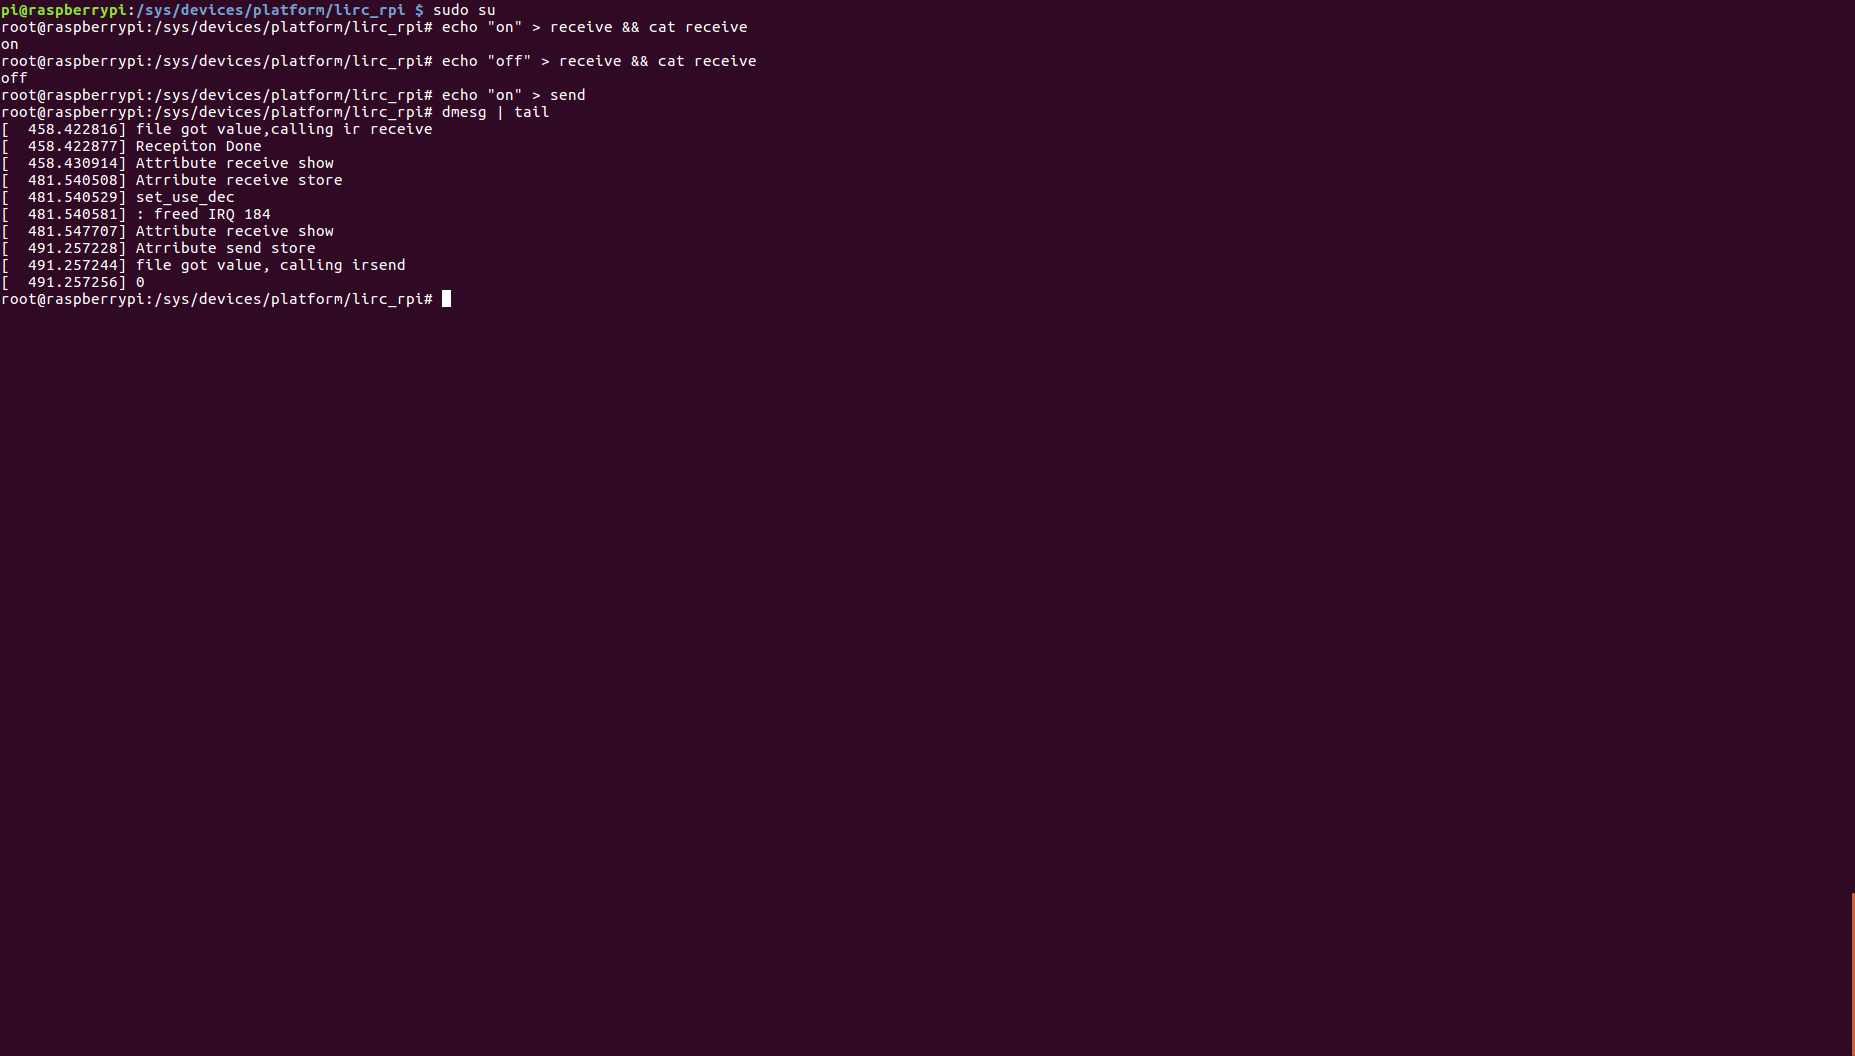 pi@raspberrypi:/sys/devices/platform/lirc_rpi $ sudo su
root@raspberrypi:/sys/devices/platform/lirc_rpi# echo "on" > receive && cat receive
on
root@raspberrypi:/sys/devices/platform/lirc_rpi# echo "off" > receive && cat receive
off
root@raspberrypi:/sys/devices/platform/lirc_rpi# echo "on" > send
root@raspberrypi:/sys/devices/platform/lirc_rpi# dmesg | tail
[  458.422816] file got value,calling ir receive
[  458.422877] Recepiton Done
[  458.430914] Attribute receive show
[  481.540508] Atrribute receive store
[  481.540529] set_use_dec
[  481.540581] : freed IRQ 184
[  481.547707] Attribute receive show
[  491.257228] Atrribute send store
[  491.257244] file got value, calling irsend
[  491.257256] 0
root@raspberrypi:/sys/devices/platform/lirc_rpi#